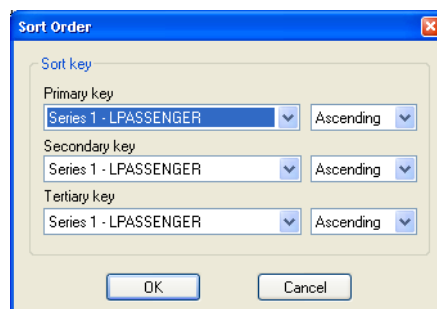 Sort Order
Sort key
Primary key
Series 1 - LPASSENGER Ascending
Secondary key
Series 1 - LPASSENGER Ascending
Tertiary key
Series 1 - LPASSENGER Ascending
OK Cancel